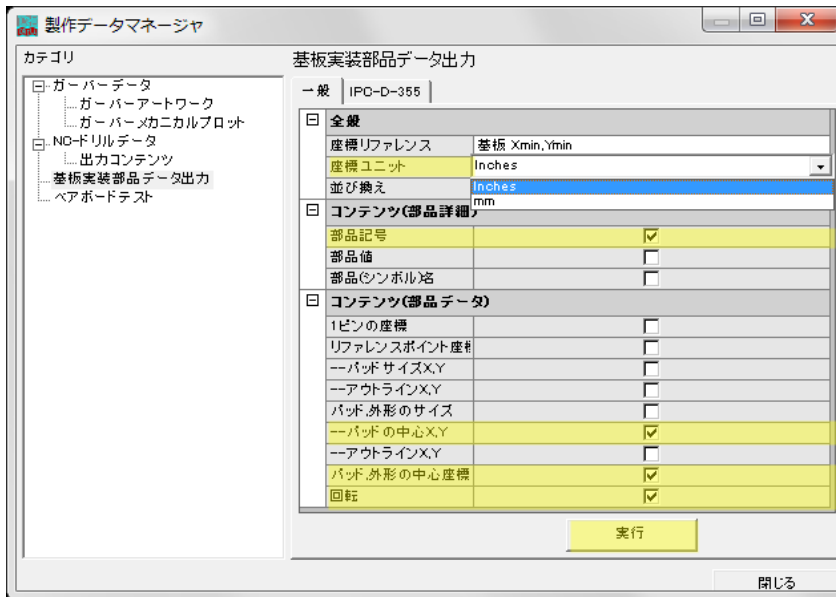 製作データマネージャ
カテゴリ
ガーバーデータ
ガーバーアートワーク
ガーバーメカニカルプロット
NCドリルデータ
出力コンテンツ
基板実装部品データ出力
ベアボードテスト
基板実装部品データ出力
一般 IPC-D-355
全般
座標リファレンス 基板 Xmin,Ymin
座標ユニット Inches
並び換え Inches
mm
コンテンツ(部品詳細)
部品記号
部品値
部品(シンボル)名
コンテンツ(部品データ)
1ピンの座標
リファレンスポイント座標
--パッドサイズX,Y
--アウトラインX,Y
パッド,外形のサイズ
--パッドの中心X,Y
--アウトラインX,Y
パッド,外形の中心座標
回転
実行
閉じる